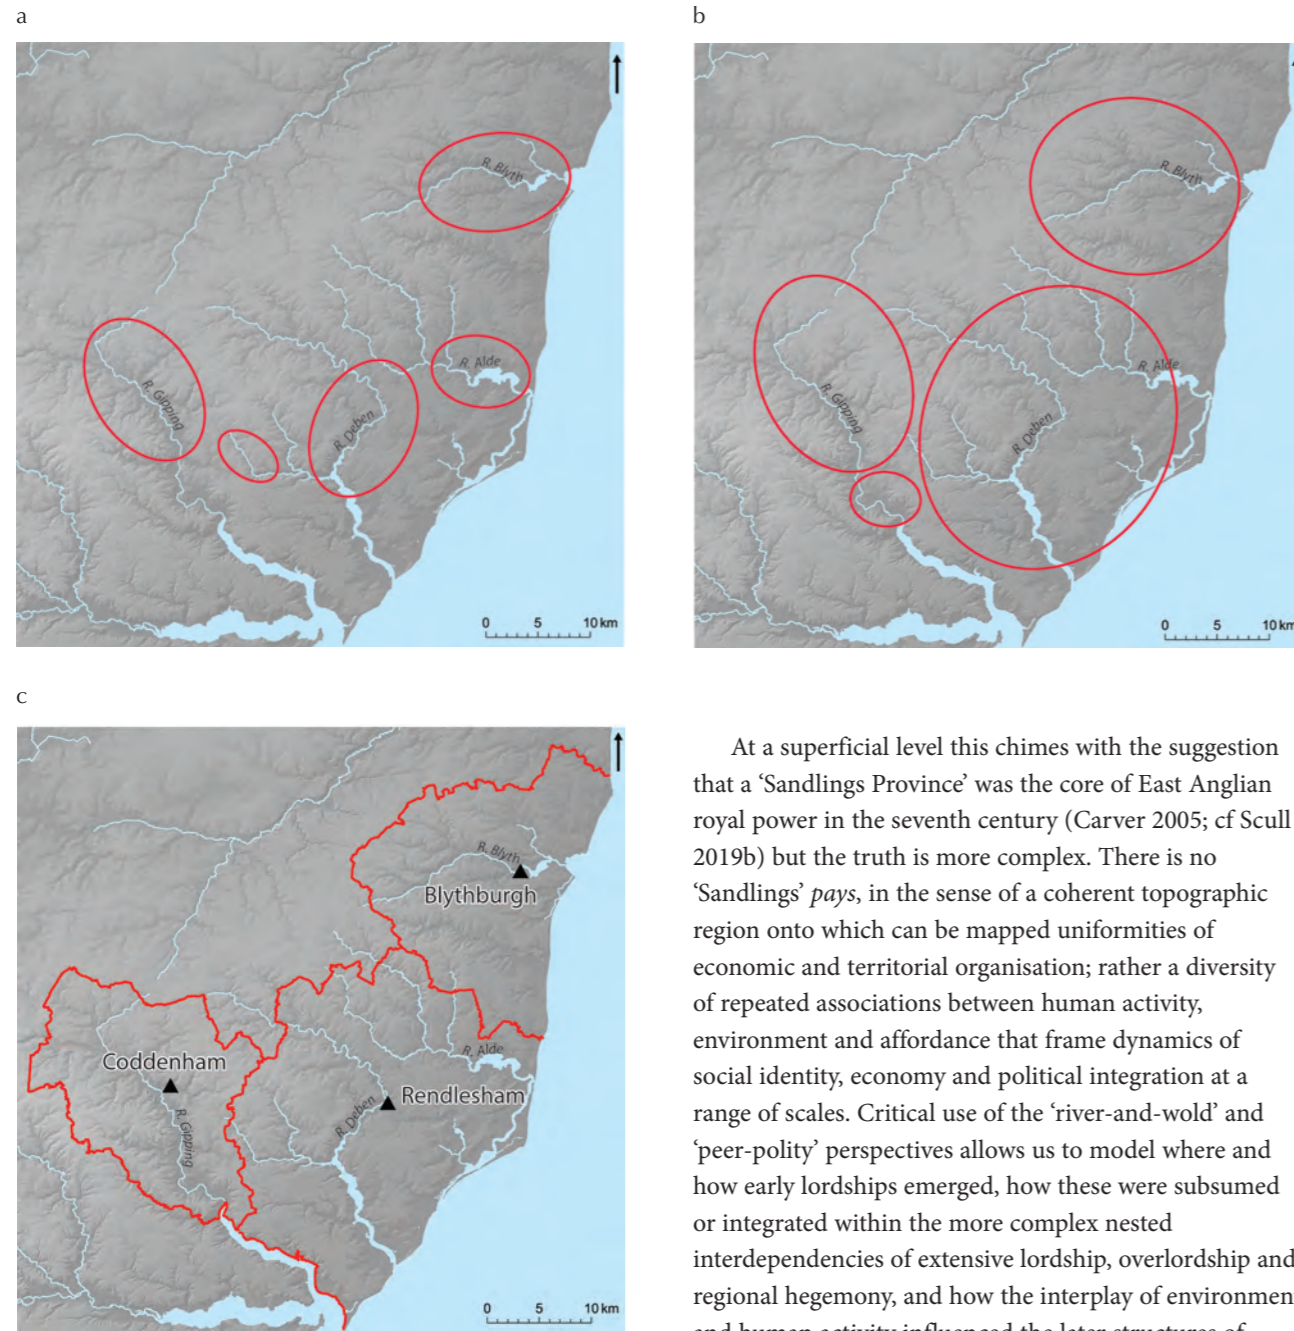 a
R. Blyth
R. Alde
R. Gipping
R. Deben
0 5 10 km
b
R. Blyth
R. Alde
R. Gipping
R. Deben
0 5 10 km
c
R. Blyth
Blythburgh
Coddenham
R. Alde
Rendlesham
R. Deben
R. Gipping
0 5 10 km
At a superficial level this chimes with the suggestion
that a ‘Sandlings Province’ was the core of East Anglian
royal power in the seventh century (Carver 2005; cf Scull
2019b) but the truth is more complex. There is no
‘Sandlings’ pays, in the sense of a coherent topographic
region onto which can be mapped uniformities of
economic and territorial organisation; rather a diversity
of repeated associations between human activity,
environment and affordance that frame dynamics of
social identity, economy and political integration at a
range of scales. Critical use of the ‘river-and-wold’ and
‘peer-polity’ perspectives allows us to model where and
how early lordships emerged, how these were subsumed
or integrated within the more complex nested
interdependencies of extensive lordship, overlordship and
regional hegemony, and how the interplay of environmen
and human activity influenced the later structures of